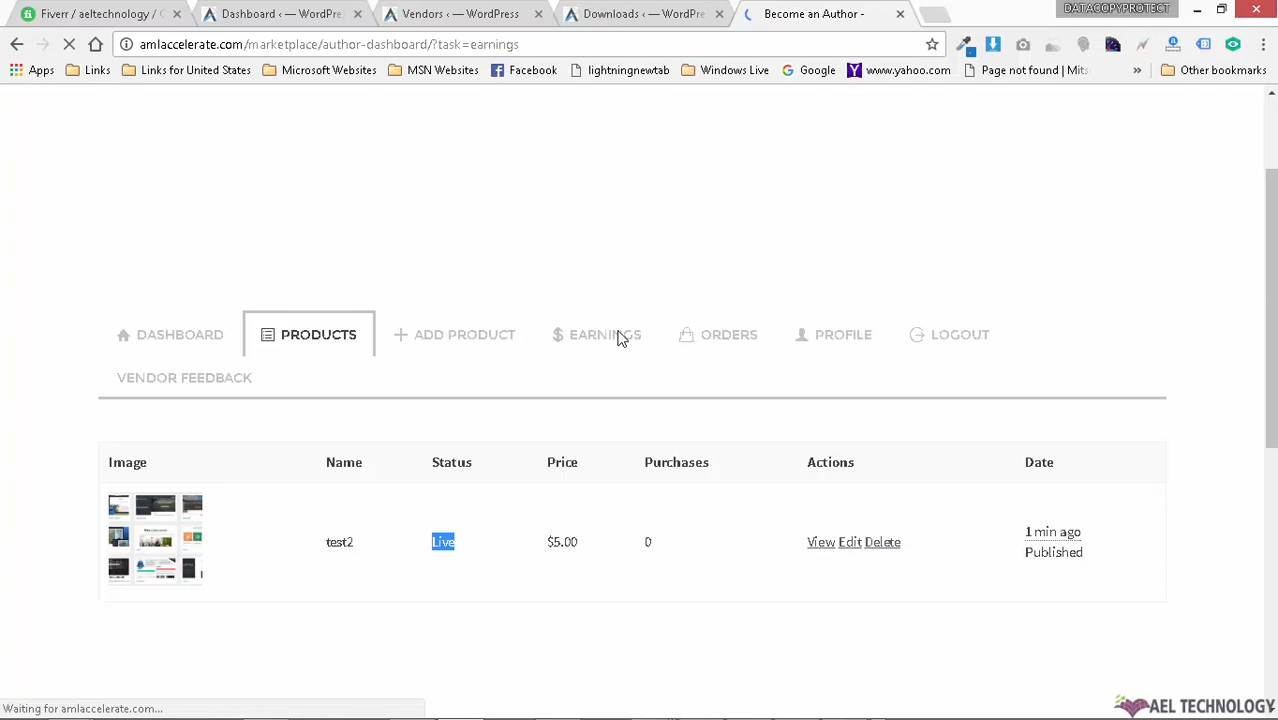 Fiverr / aeltechnology / C
Dashboard ‹ — WordPre
Vendors ‹ — WordPress
Downloads ‹ — WordPre
Become an Author -
DATACOPYPROTECT
amlaccelerate.com/marketplace/author-dashboard/?task=earnings
Apps
Links
Links for United States
Microsoft Websites
MSN Websites
Facebook
lightningnewtab
Windows Live
Google
www.yahoo.com
Page not found | Mits
»
Other bookmarks
DASHBOARD
PRODUCTS
ADD PRODUCT
EARNINGS
ORDERS
PROFILE
LOGOUT
VENDOR FEEDBACK
Image Name Status Price Purchases Actions Date
test2 Live $5.00 0 View Edit Delete 1 min ago
Published
Waiting for amlaccelerate.com...
AEL TECHNOLOGY